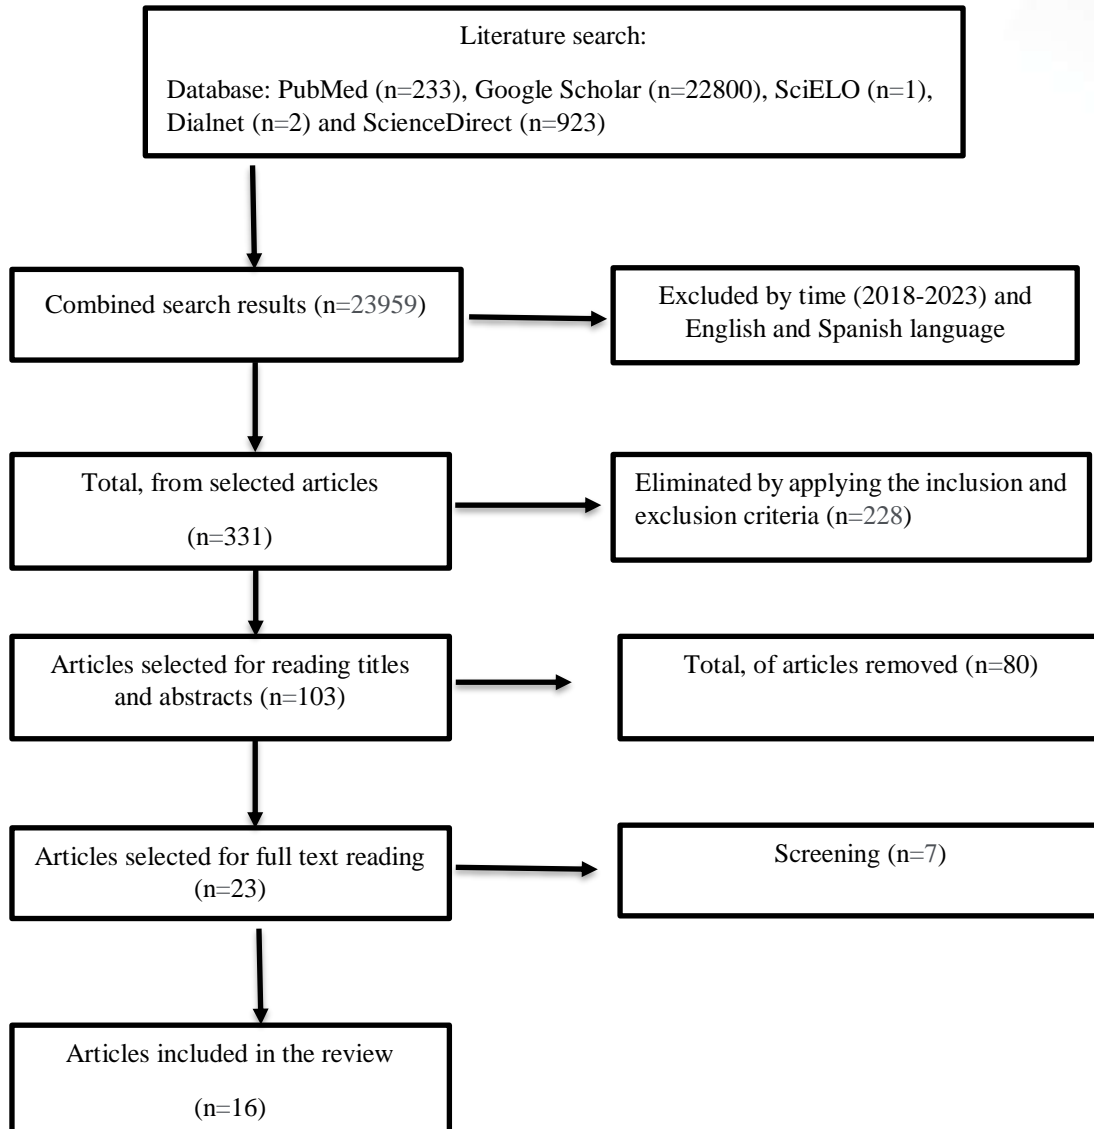 Literature search:
Database: PubMed (n=233), Google Scholar (n=22800), SciELO (n=1),
Dialnet (n=2) and ScienceDirect (n=923)
Combined search results (n=23959)
Excluded by time (2018-2023) and
English and Spanish language
Total, from selected articles
(n=331)
Eliminated by applying the inclusion and
exclusion criteria (n=228)
Articles selected for reading titles
and abstracts (n=103)
Total, of articles removed (n=80)
Articles selected for full text reading
(n=23)
Screening (n=7)
Articles included in the review
(n=16)